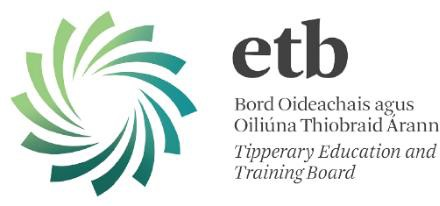 etb
Bord Oideachais agus
Oiliúna Thiobraid Árann
Tipperary Education and
Training Board